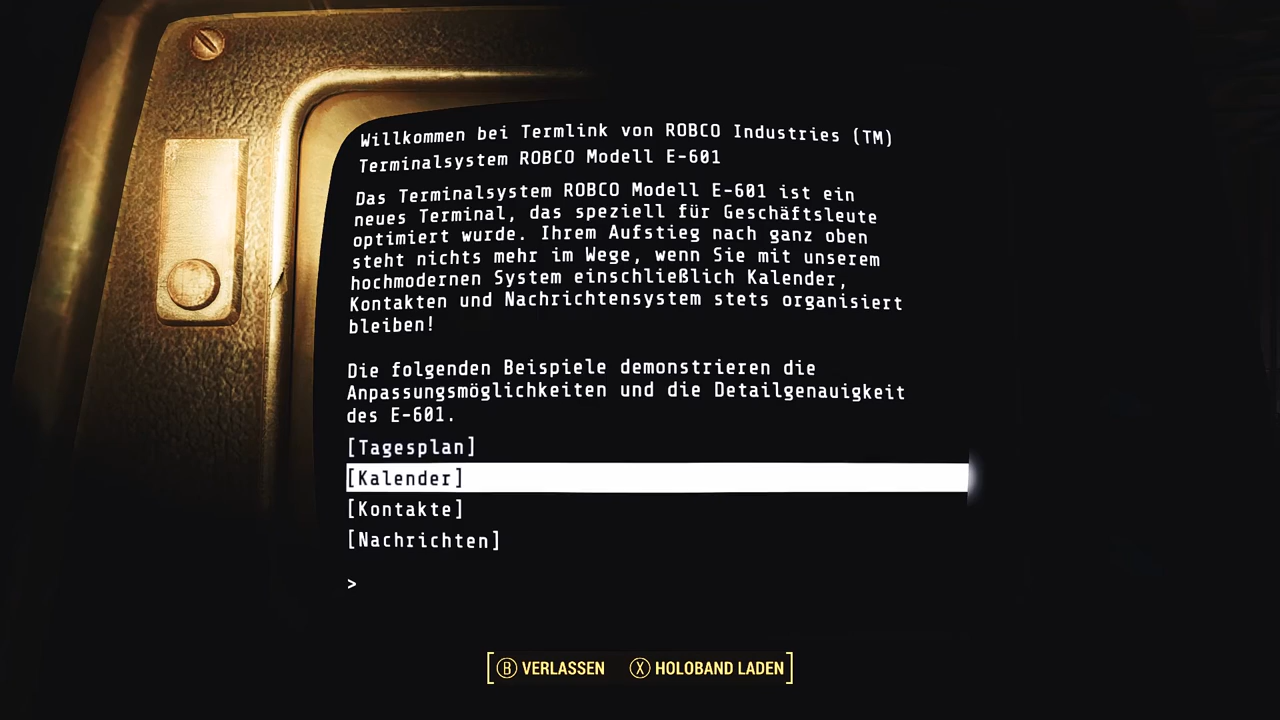 Willkommen bei Termlink von ROBCO Industries (TM)
Terminalsystem ROBCO Modell E-601
Das Terminalsystem ROBCO Modell E-601 ist ein
neues Terminal, das speziell für Geschäftsleute
optimiert wurde. Ihrem Aufstieg nach ganz oben
steht nichts mehr im Wege, wenn Sie mit unserem
hochmodernen System einschließlich Kalender,
Kontakten und Nachrichtensystem stets organisiert
bleiben!
Die folgenden Beispiele demonstrieren die
Anpassungsmöglichkeiten und die Detailgenauigkeit
des E-601.
[Tagesplan]
[Kalender]
[Kontakte]
[Nachrichten]
>
[Ⓑ VERLASSEN Ⓧ HOLOBAND LADEN]